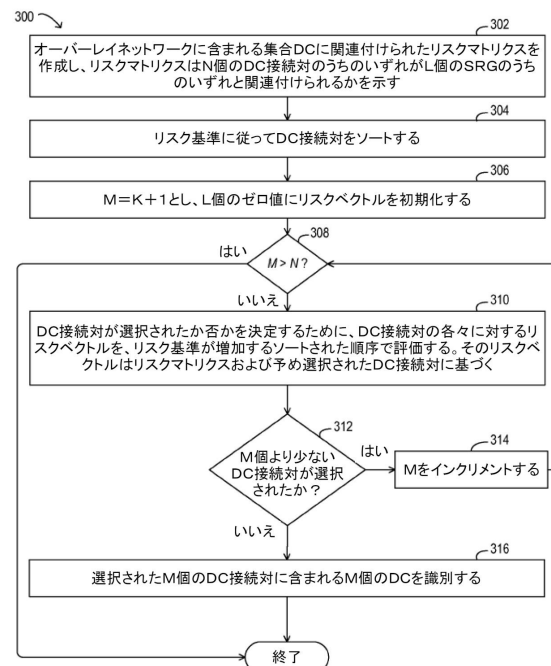 300
302
オーバーレイネットワークに含まれる集合DCに関連付けられたリスクマトリクスを
作成し、リスクマトリクスはN個のDC接続対のうちのいずれがL個のSRGのうち
のいずれと関連付けられるかを示す
304
リスク基準に従ってDC接続対をソートする
306
M=K+1とし、L個のゼロ値にリスクベクトルを初期化する
308
はい
M > N?
いいえ
310
DC接続対が選択されたか否かを決定するために、DC接続対の各々に対するリ
スクベクトルを、リスク基準が増加するソートされた順序で評価する。そのリスクベ
クトルはリスクマトリクスおよび予め選択されたDC接続対に基づく
312
M個より少ない
DC接続対が選択
されたか?
はい
314
Mをインクリメントする
いいえ
316
選択されたM個のDC接続対に含まれるM個のDCを識別する
終了